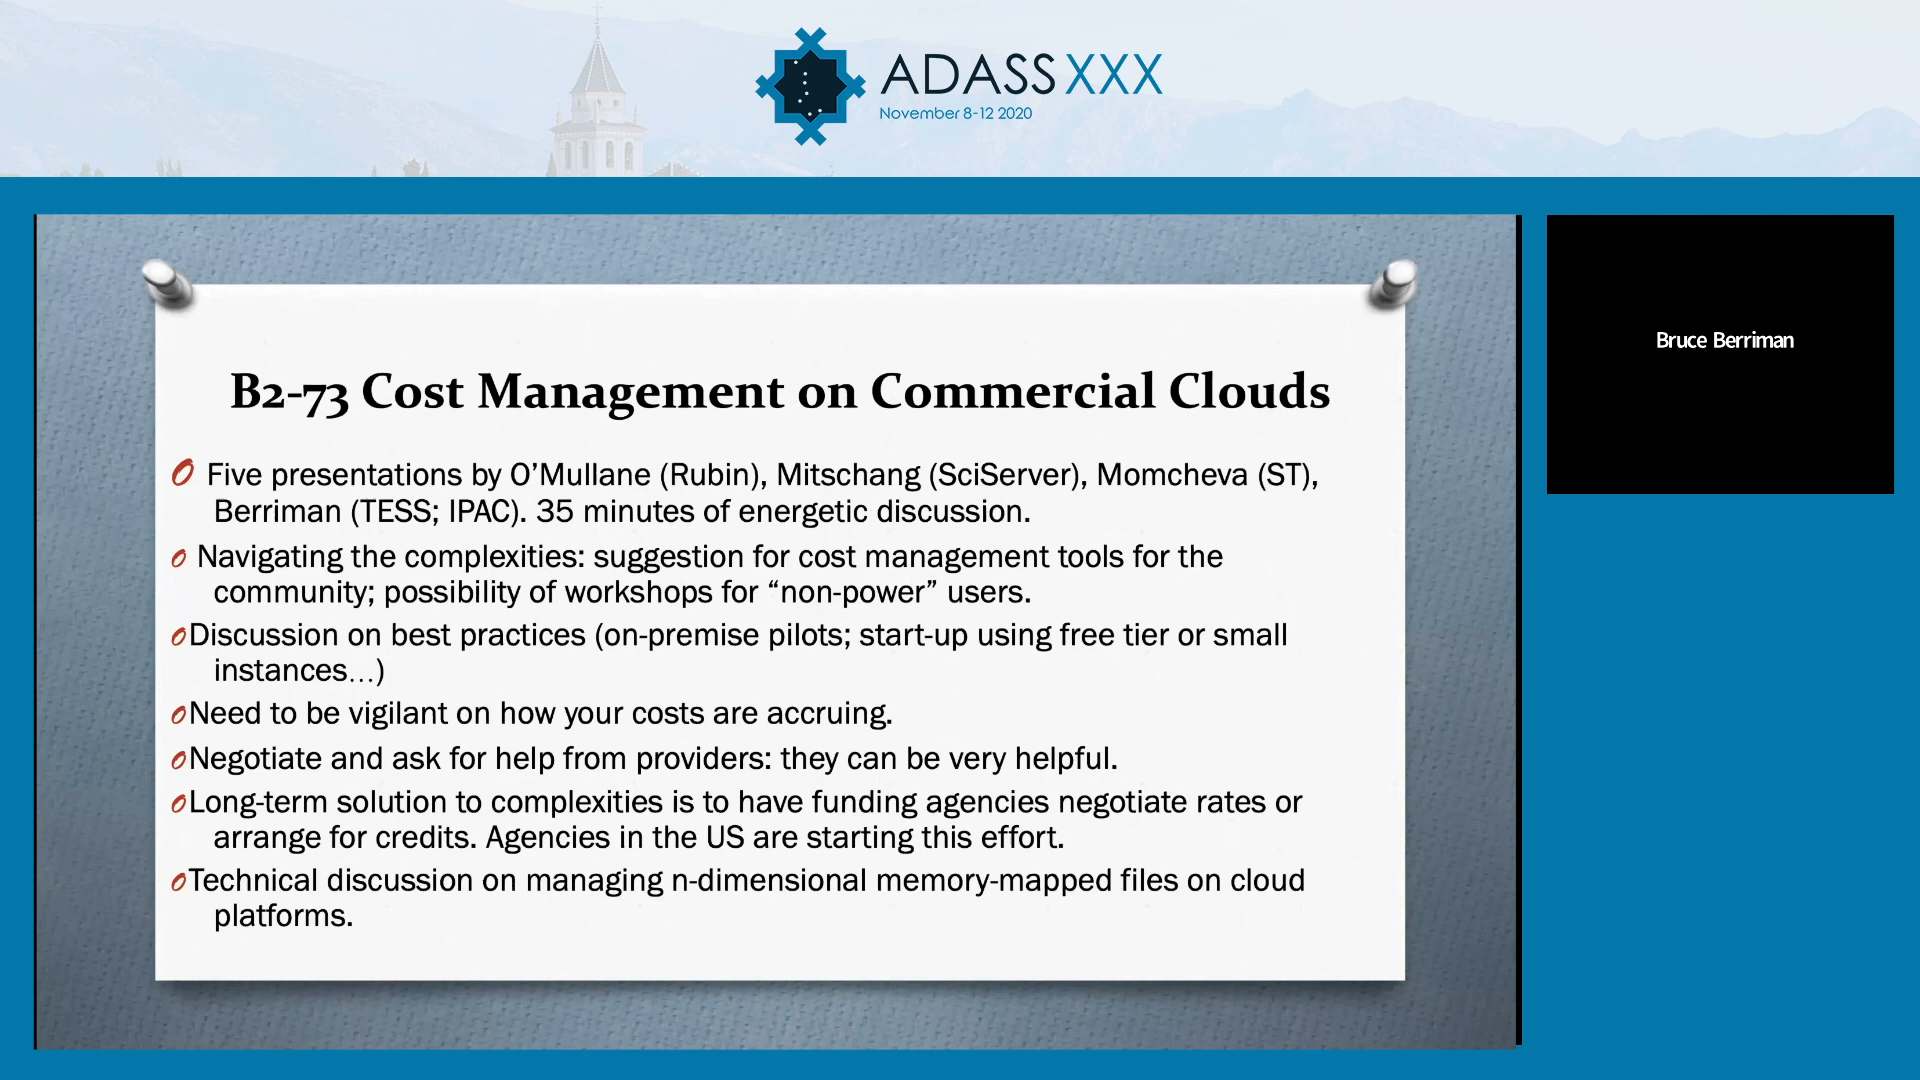 ADASS XXX
November 8-12 2020
Bruce Berriman
B2-73 Cost Management on Commercial Clouds
Five presentations by O’Mullane (Rubin), Mitschang (SciServer), Momcheva (ST),
Berriman (TESS; IPAC). 35 minutes of energetic discussion.
Navigating the complexities: suggestion for cost management tools for the
community; possibility of workshops for “non-power” users.
Discussion on best practices (on-premise pilots; start-up using free tier or small
instances…)
Need to be vigilant on how your costs are accruing.
Negotiate and ask for help from providers: they can be very helpful.
Long-term solution to complexities is to have funding agencies negotiate rates or
arrange for credits. Agencies in the US are starting this effort.
Technical discussion on managing n-dimensional memory-mapped files on cloud
platforms.